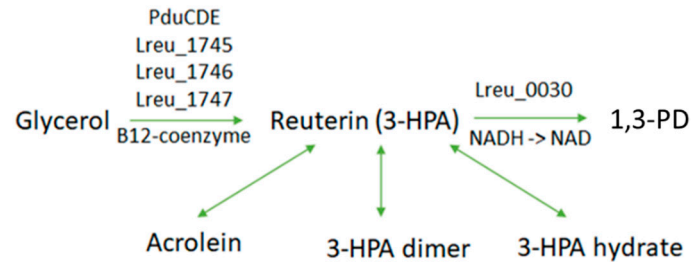 PduCDE
Lreu_1745
Lreu_1746
Lreu_1747
Lreu_0030
Glycerol
Reuterin (3-HPA)
1,3-PD
B12-coenzyme
NADH -> NAD
Acrolein
3-HPA dimer
3-HPA hydrate